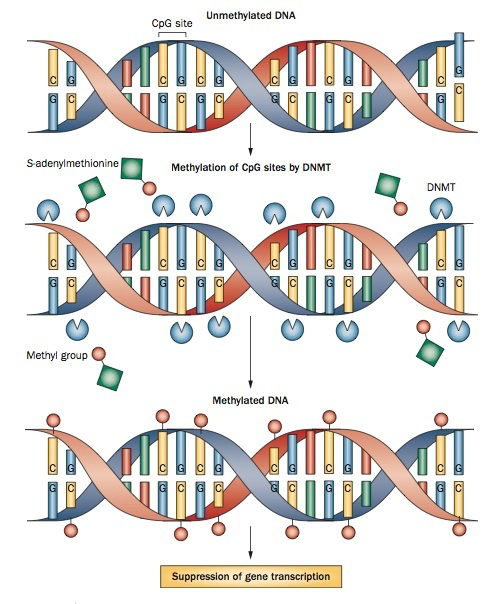 Unmethylated DNA
CpG site
C G C G C G C G C G C G
G C G C G C G C G C G C
S-adenylmethionine
Methylation of CpG sites by DNMT
DNMT
C G C G C G C G C G C G
G C G C G C G C G C G C
Methyl group
Methylated DNA
C G C G C G C G C G C G
G C G C G C G C G C G C
Suppression of gene transcription